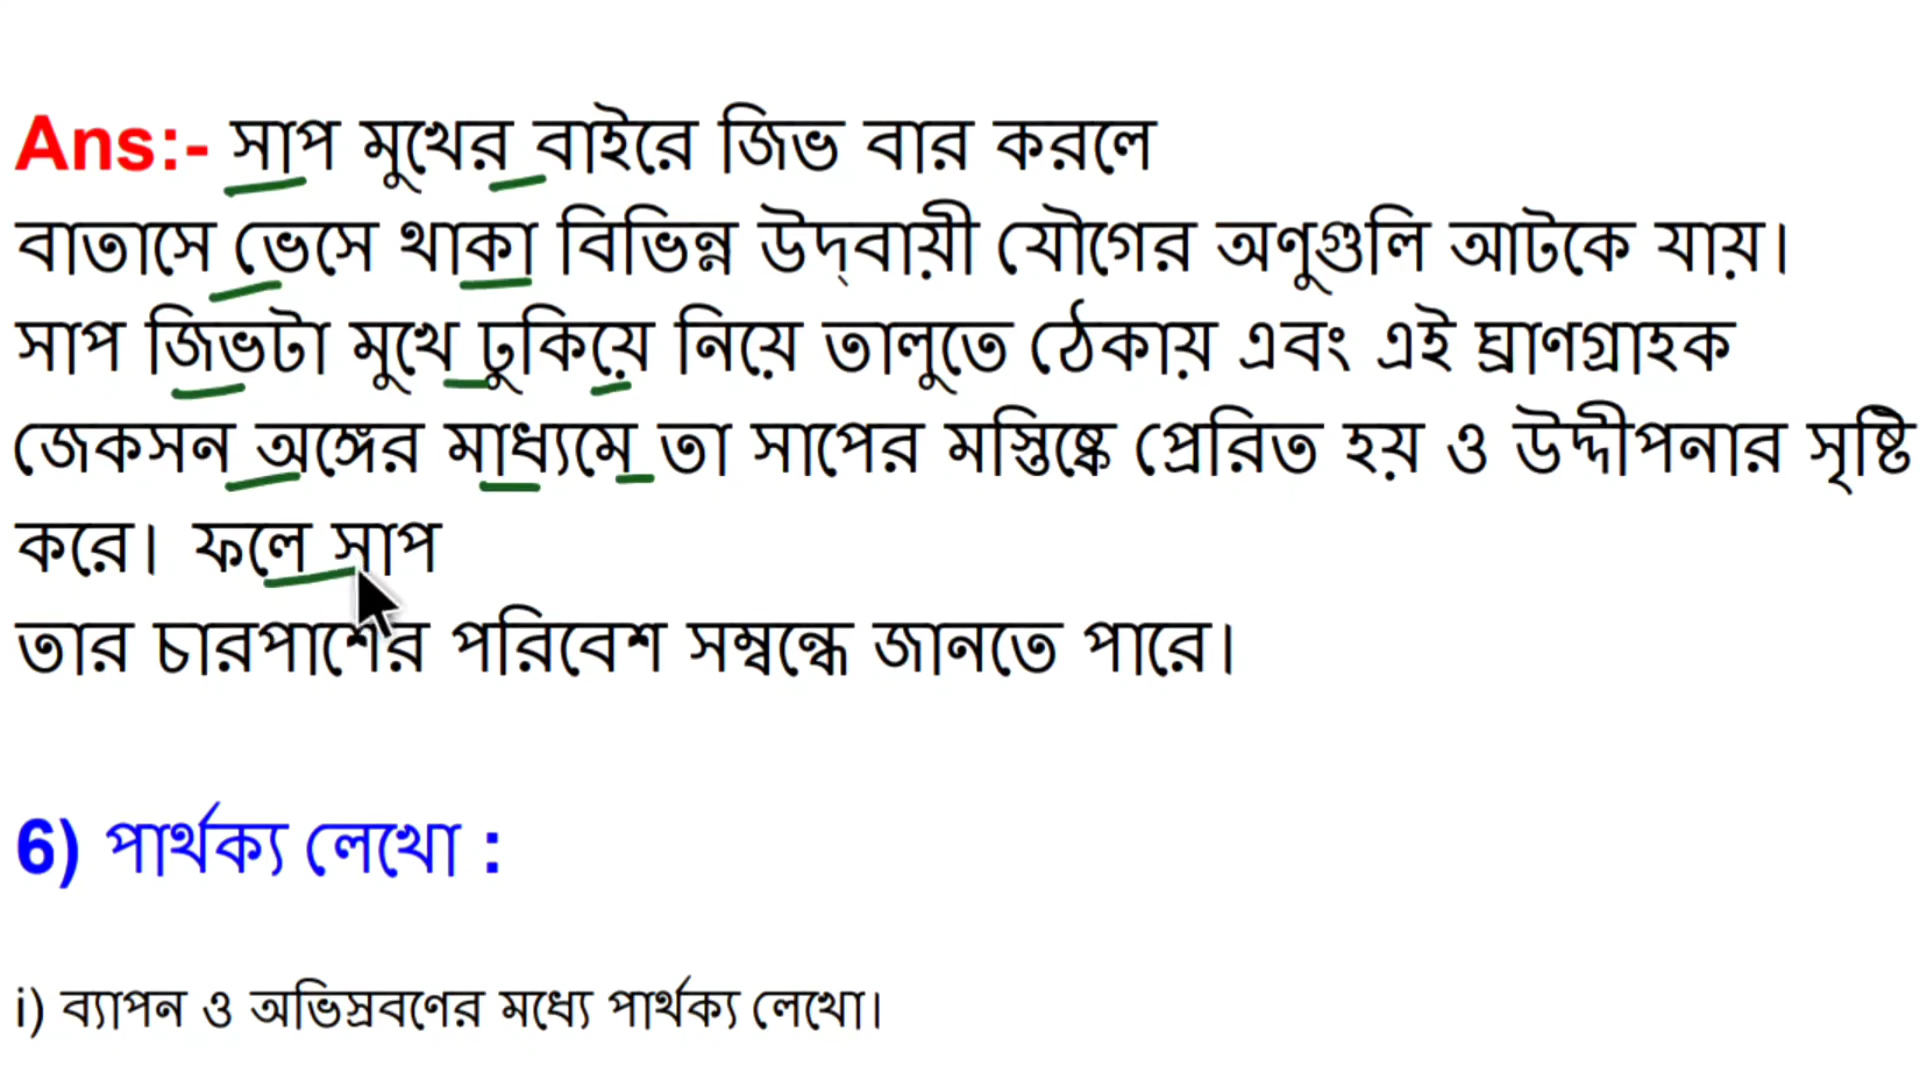 Ans:- সাপ মুখের বাইরে জিভ বার করলে
বাতাসে ভেসে থাকা বিভিন্ন উদ্‌বায়ী যৌগের অণুগুলি আটকে যায়।
সাপ জিভটা মুখে ঢুকিয়ে নিয়ে তালুতে ঠেকায় এবং এই ঘ্রাণগ্রাহক
জেকসন অঙ্গের মাধ্যমে তা সাপের মস্তিষ্কে প্রেরিত হয় ও উদ্দীপনার সৃষ্টি
করে। ফলে সাপ
তার চারপাশের পরিবেশ সম্বন্ধে জানতে পারে।
6) পার্থক্য লেখো :
i) ব্যাপন ও অভিস্রবণের মধ্যে পার্থক্য লেখো।